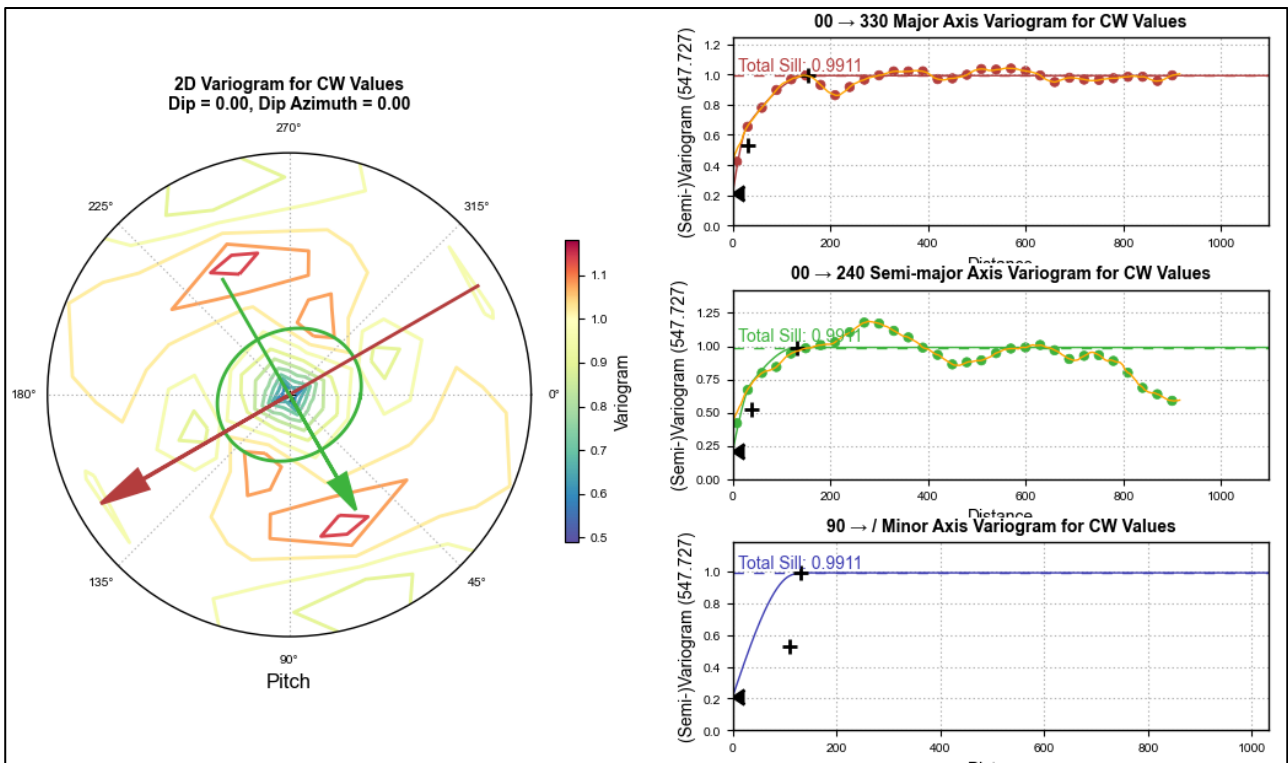 2D Variogram for CW Values
Dip = 0.00, Dip Azimuth = 0.00
270°
225°
315°
180°
0°
135°
45°
90°
Pitch
1.1
1.0
0.9
0.8
0.7
0.6
0.5
Variogram
00 → 330 Major Axis Variogram for CW Values
(Semi-)Variogram (547.727)
Total Sill: 0.9911
1.2
1.0
0.8
0.6
0.4
0.2
0.0
0 200 400 600 800 1000
Distance
00 → 240 Semi-major Axis Variogram for CW Values
(Semi-)Variogram (547.727)
Total Sill: 0.9911
1.25
1.00
0.75
0.50
0.25
0.00
0 200 400 600 800 1000
Distance
90 → / Minor Axis Variogram for CW Values
(Semi-)Variogram (547.727)
Total Sill: 0.9911
1.0
0.8
0.6
0.4
0.2
0.0
0 200 400 600 800 1000